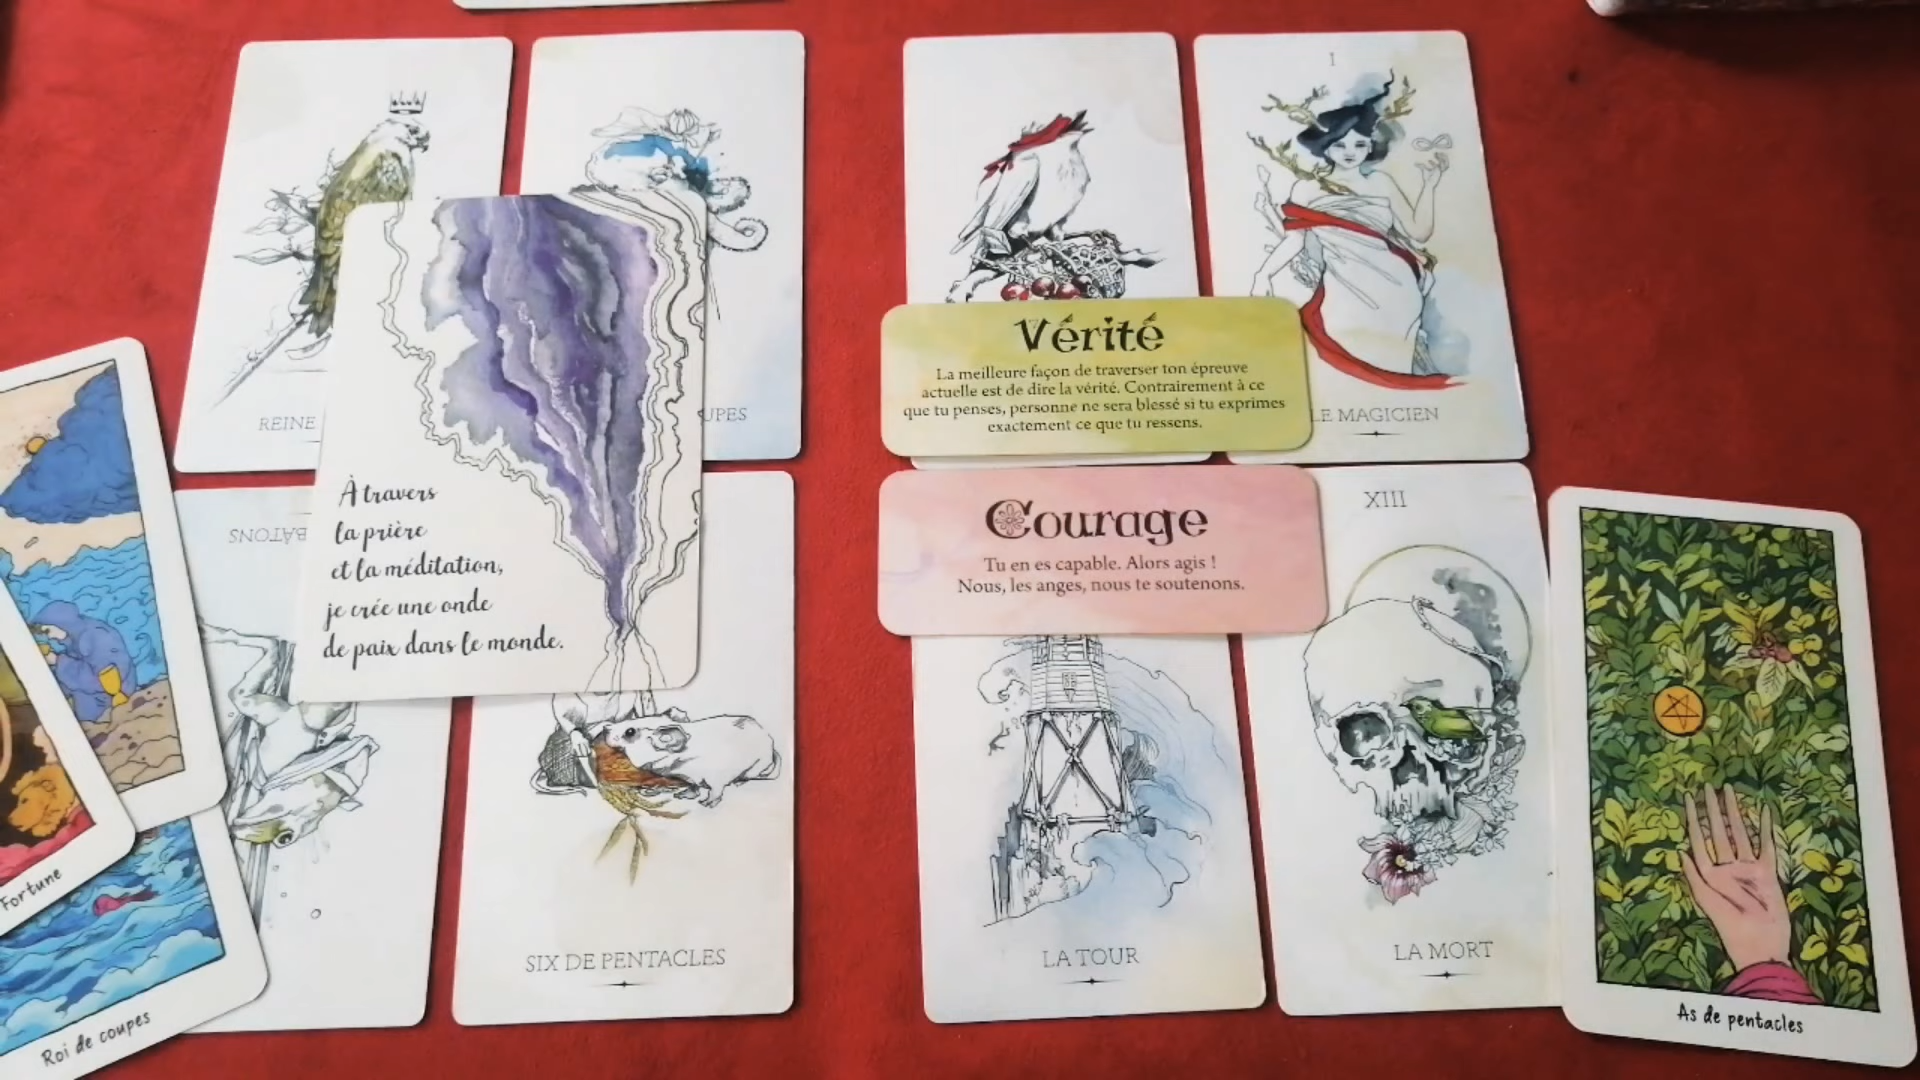 REINE
UPES
À travers
la prière
et la méditation,
je crée une onde
de paix dans le monde.
BATONS
SIX DE PENTACLES
Fortune
Roi de coupes
1
LE MAGICIEN
Vérité
La meilleure façon de traverser ton épreuve
actuelle est de dire la vérité. Contrairement à ce
que tu penses, personne ne sera blessé si tu exprimes
exactement ce que tu ressens.
Courage
Tu en es capable. Alors agis !
Nous, les anges, nous te soutenons.
XIII
LA TOUR
LA MORT
As de pentacles